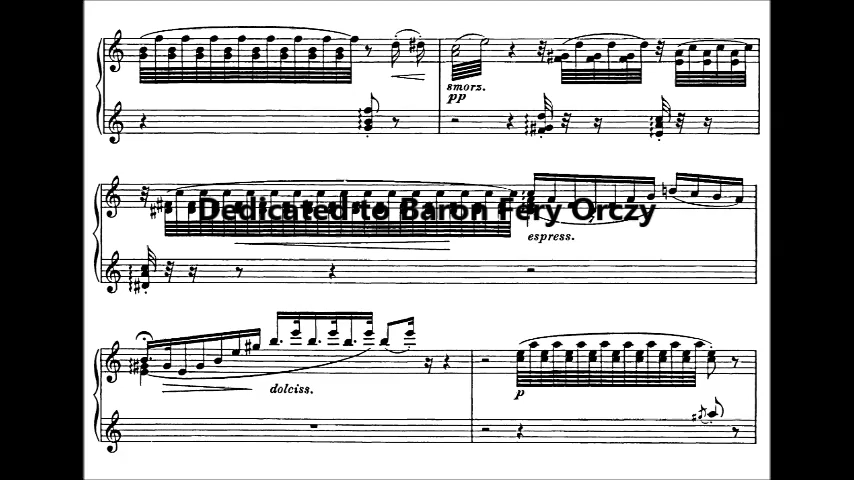 smorz.
pp
Dedicated to Baron Fery Orczy
espress.
dolciss.
p